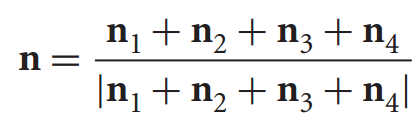 n = (n₁ + n₂ + n₃ + n₄) / |n₁ + n₂ + n₃ + n₄|